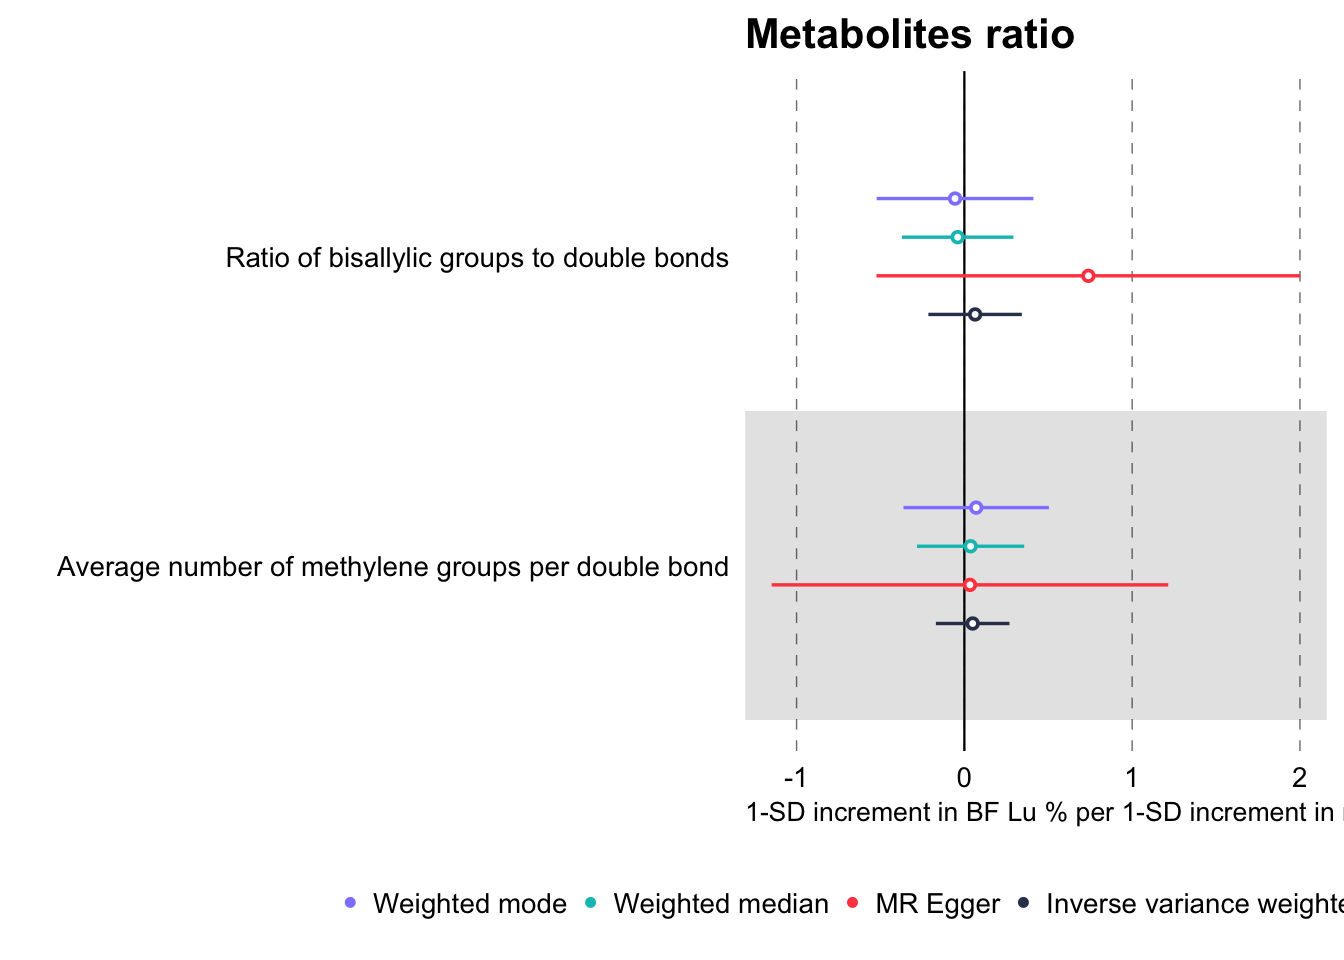 Metabolites ratio
Ratio of bisallylic groups to double bonds
Average number of methylene groups per double bond
-1 0 1 2
1-SD increment in BF Lu % per 1-SD increment in
Weighted mode Weighted median MR Egger Inverse variance weighte